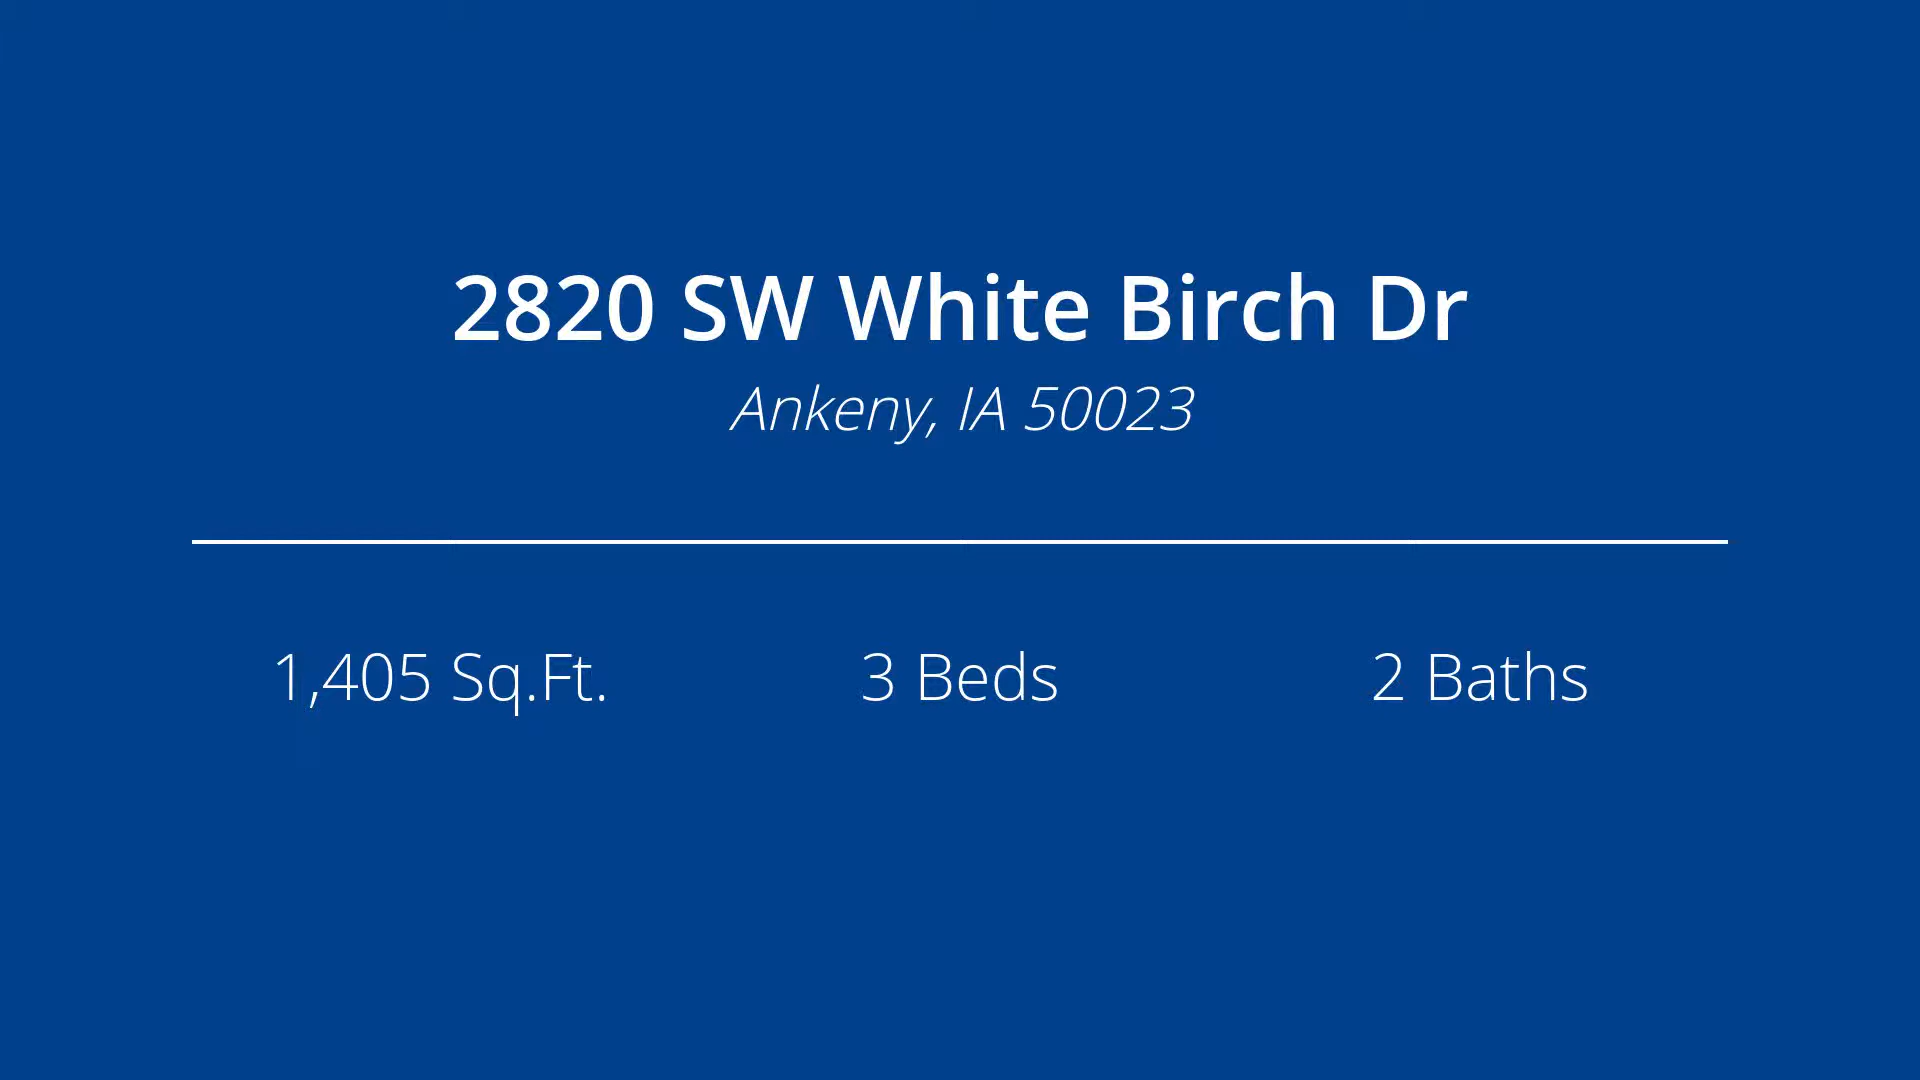 2820 SW White Birch Dr
Ankeny, IA 50023
1,405 Sq.Ft. 3 Beds 2 Baths